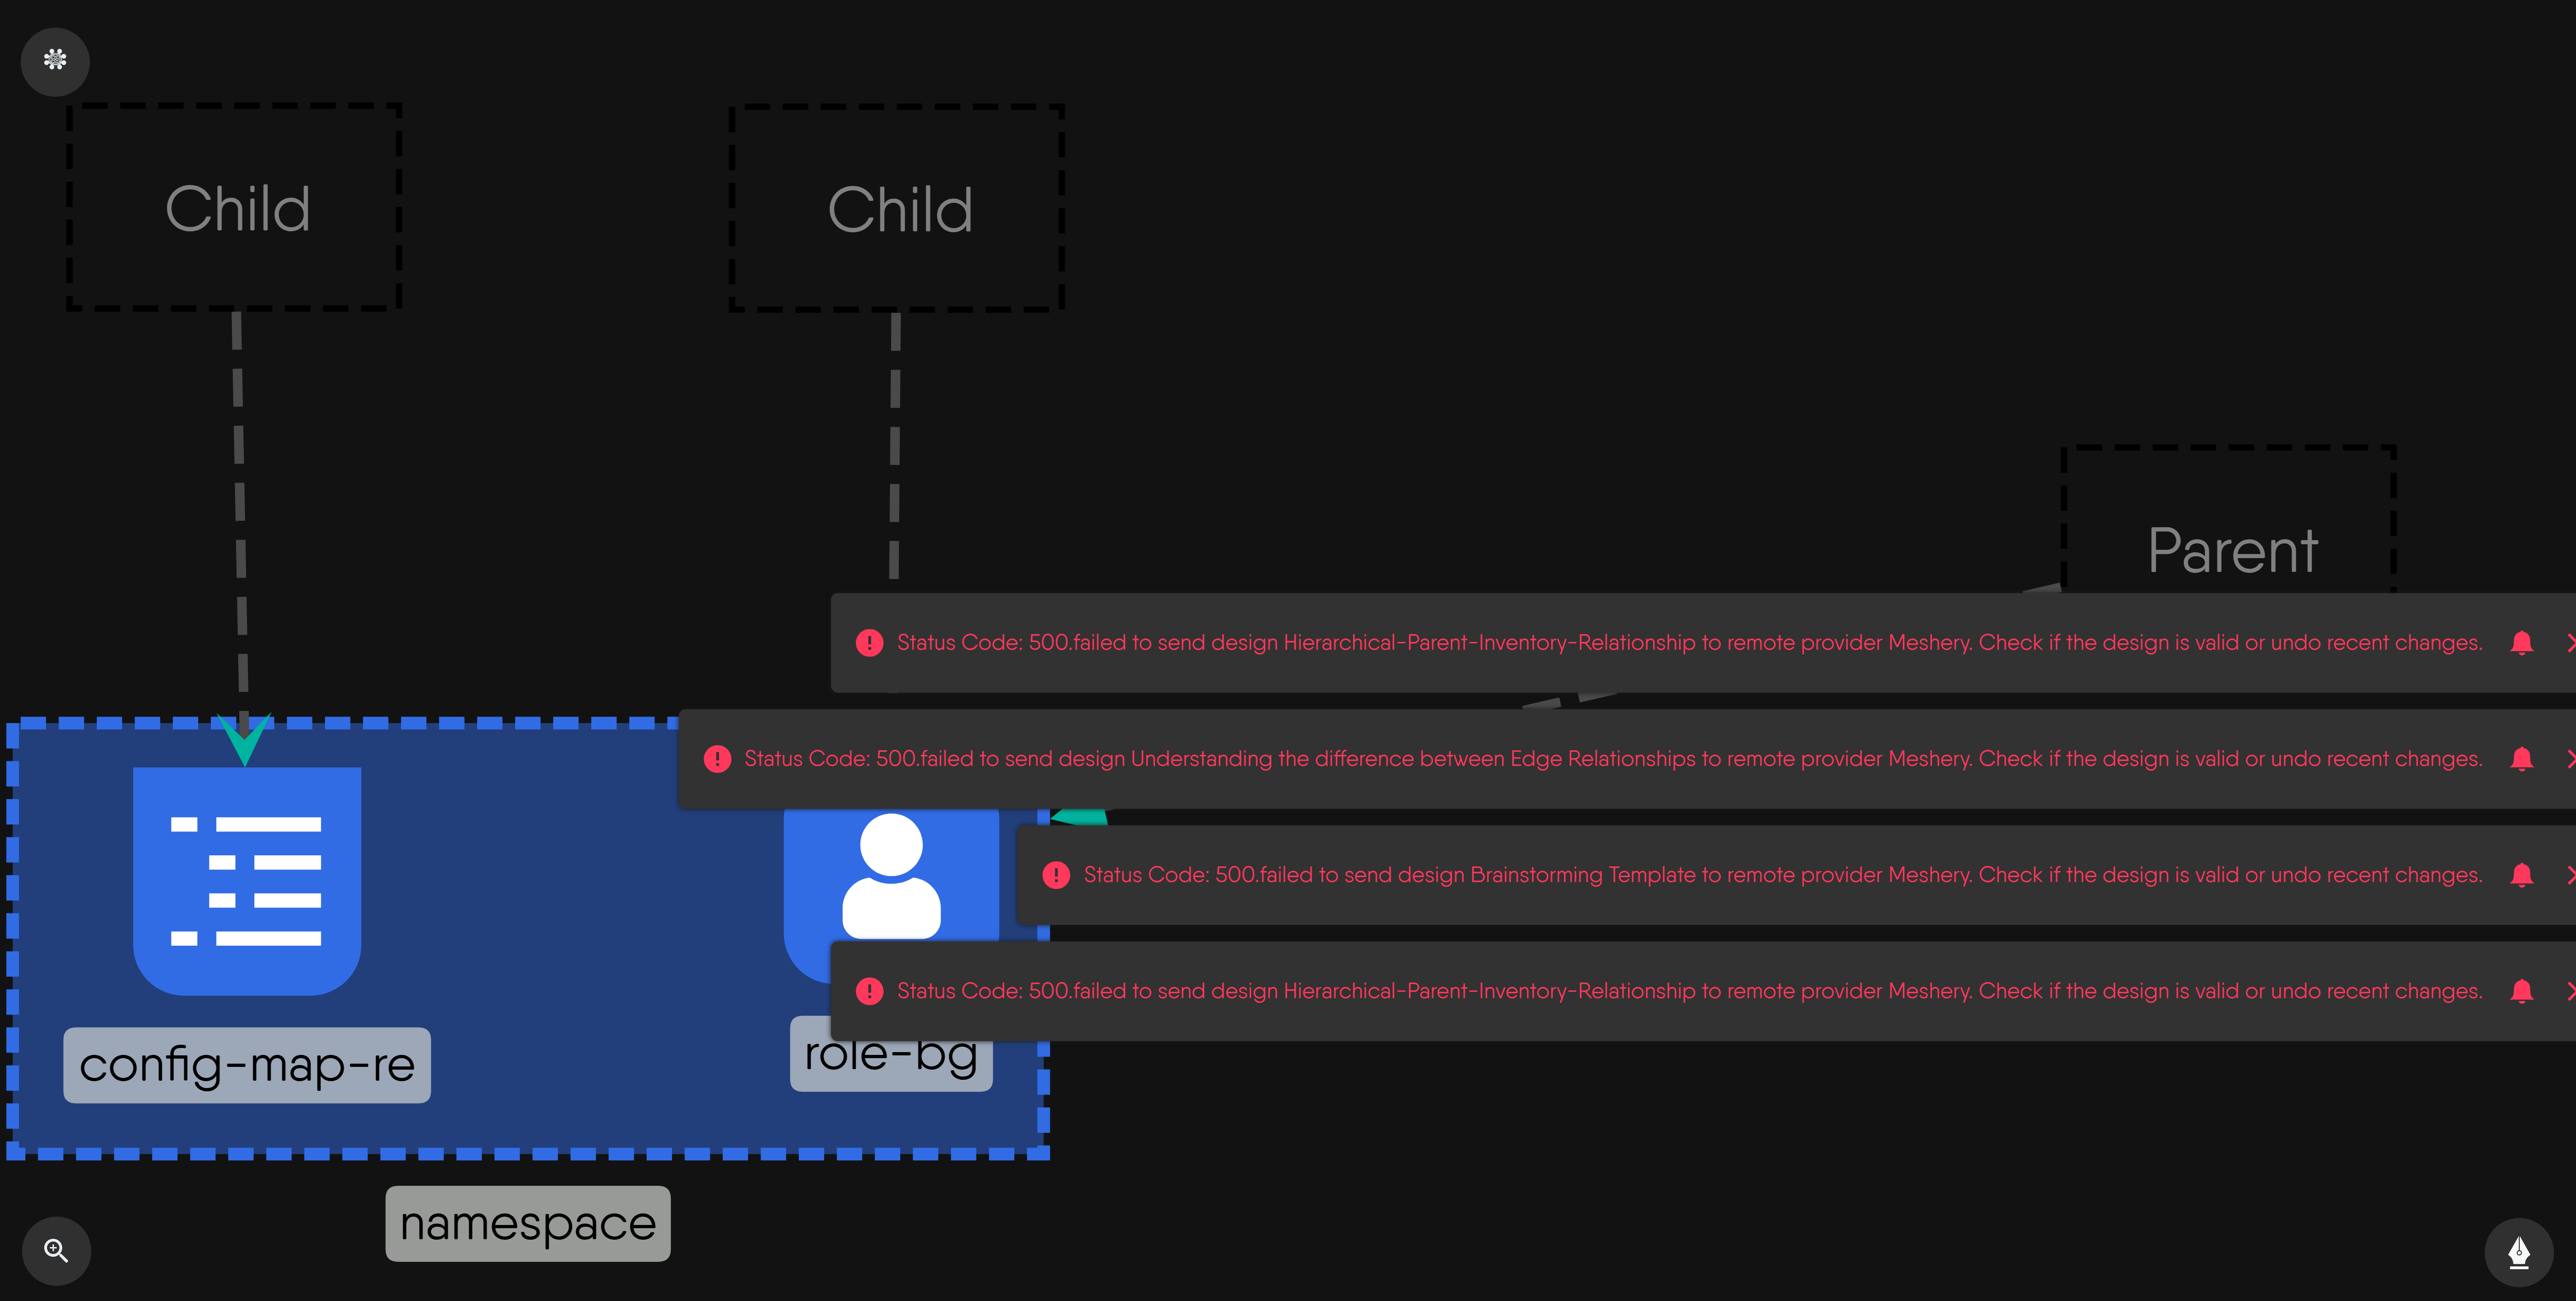 Child
Child
Parent
Status Code: 500.failed to send design Hierarchical-Parent-Inventory-Relationship to remote provider Meshery. Check if the design is valid or undo recent changes.
Status Code: 500.failed to send design Understanding the difference between Edge Relationships to remote provider Meshery. Check if the design is valid or undo recent changes.
Status Code: 500.failed to send design Brainstorming Template to remote provider Meshery. Check if the design is valid or undo recent changes.
Status Code: 500.failed to send design Hierarchical-Parent-Inventory-Relationship to remote provider Meshery. Check if the design is valid or undo recent changes.
config-map-re
role-bg
namespace